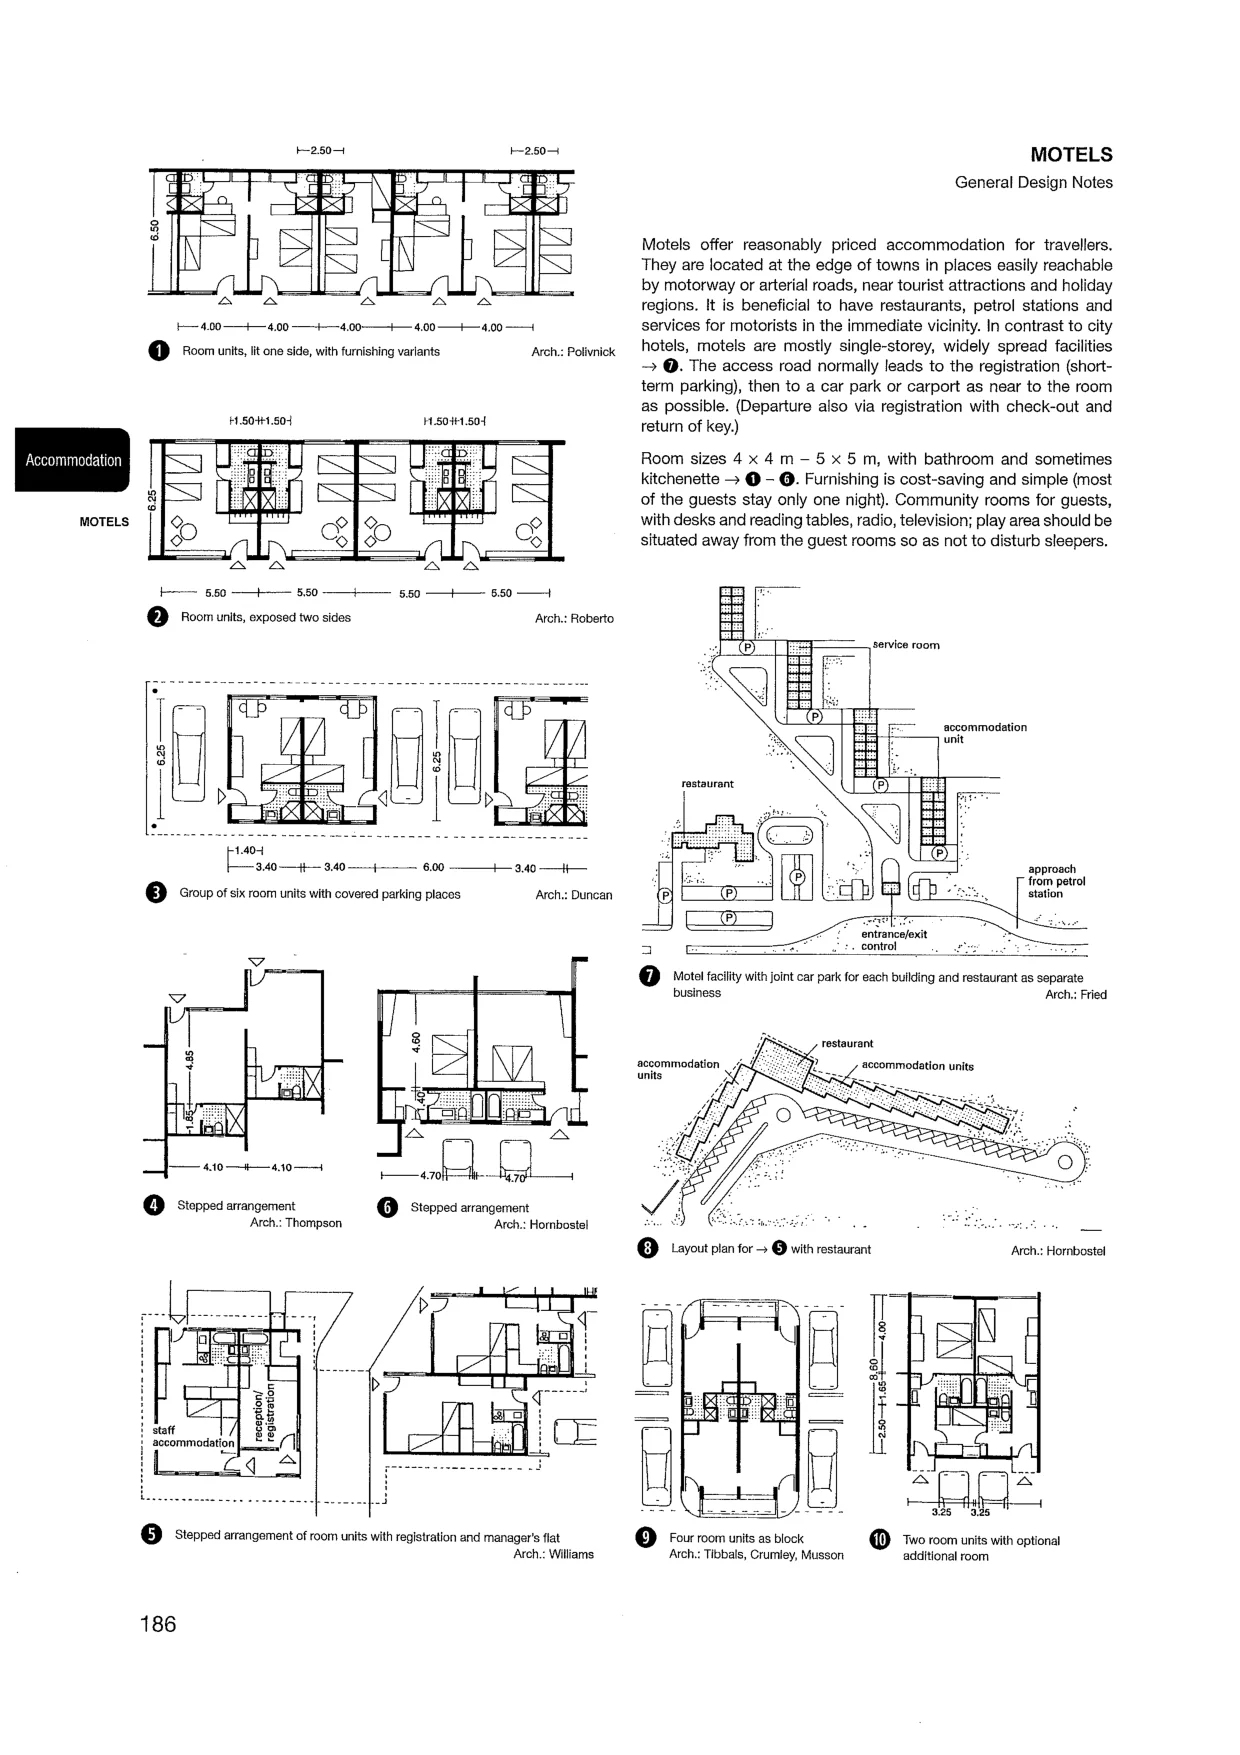 MOTELS
General Design Notes
Accommodation
MOTELS
2.50
2.50
6.50
4.00 4.00 4.00 4.00 4.00
❶ Room units, lit one side, with furnishing variants Arch.: Polivnick
1.50 1.50 1.50 1.50
6.25
5.50 5.50 5.50 5.50
❷ Room units, exposed two sides Arch.: Roberto
6.25
6.25
1.40
3.40 3.40 6.00 3.40
❸ Group of six room units with covered parking places Arch.: Duncan
4.85
1.85
4.10 4.10
❹ Stepped arrangement
Arch.: Thompson
4.60
1.40
4.70 4.70
❻ Stepped arrangement
Arch.: Hornbostel
staff
accommodation
reception/
registration
❺ Stepped arrangement of room units with registration and manager's flat
Arch.: Williams
Motels offer reasonably priced accommodation for travellers.
They are located at the edge of towns in places easily reachable
by motorway or arterial roads, near tourist attractions and holiday
regions. It is beneficial to have restaurants, petrol stations and
services for motorists in the immediate vicinity. In contrast to city
hotels, motels are mostly single-storey, widely spread facilities
→ ❼. The access road normally leads to the registration (short-
term parking), then to a car park or carport as near to the room
as possible. (Departure also via registration with check-out and
return of key.)
Room sizes 4 × 4 m – 5 × 5 m, with bathroom and sometimes
kitchenette → ❶ – ❻. Furnishing is cost-saving and simple (most
of the guests stay only one night). Community rooms for guests,
with desks and reading tables, radio, television; play area should be
situated away from the guest rooms so as not to disturb sleepers.
P
service room
P
accommodation
unit
P
restaurant
P
approach
from petrol
station
P
P
P
P
entrance/exit
control
❼ Motel facility with joint car park for each building and restaurant as separate
business Arch.: Fried
restaurant
accommodation
units
accommodation units
❽ Layout plan for → ❺ with restaurant Arch.: Hornbostel
❾ Four room units as block
Arch.: Tibbals, Crumley, Musson
4.00
8.60
1.65
2.50
3.25 3.25
❿ Two room units with optional
additional room
186